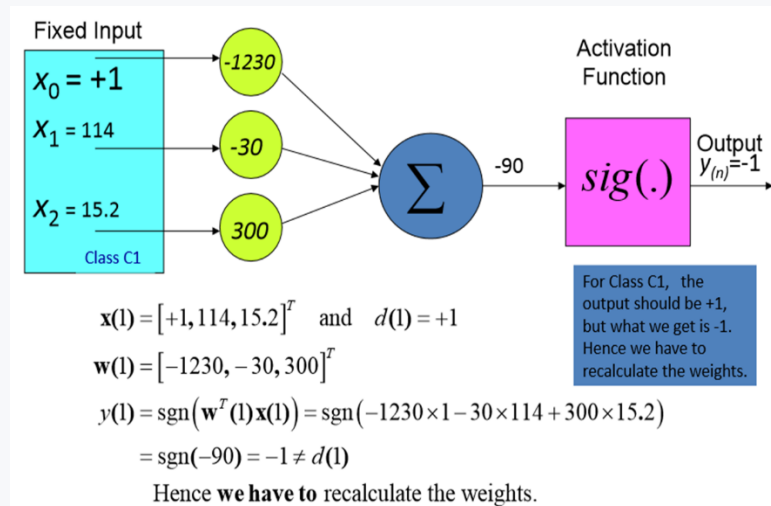 Fixed Input
x₀ = +1
x₁ = 114
x₂ = 15.2
Class C1
-1230
-30
300
Σ
-90
Activation
Function
sig(.)
Output
y₍ₙ₎=-1
For Class C1, the
output should be +1,
but what we get is -1.
Hence we have to
recalculate the weights.
x(1) = [+1,114,15.2]ᵀ and d(1) = +1
w(1) = [−1230, −30, 300]ᵀ
y(1) = sgn(wᵀ(1)x(1)) = sgn(−1230×1−30×114+300×15.2)
= sgn(−90) = −1 ≠ d(1)
Hence we have to recalculate the weights.